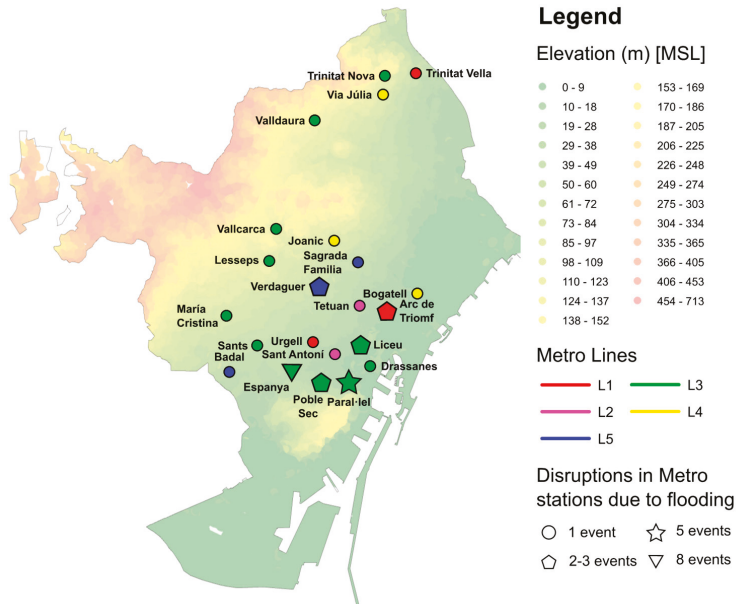 Trinitat Nova
Trinitat Vella
Via Júlia
Valldaura
Vallcarca
Joanic
Lesseps
Sagrada
Familia
Verdaguer
Bogatell
Tetuan
Arc de
Triomf
María
Cristina
Urgell
Liceu
Sants
Badal
Sant Antoní
Drassanes
Espanya
Poble
Sec
Paral·lel
Legend
Elevation (m) [MSL]
0 - 9
10 - 18
19 - 28
29 - 38
39 - 49
50 - 60
61 - 72
73 - 84
85 - 97
98 - 109
110 - 123
124 - 137
138 - 152
153 - 169
170 - 186
187 - 205
206 - 225
226 - 248
249 - 274
275 - 303
304 - 334
335 - 365
366 - 405
406 - 453
454 - 713
Metro Lines
L1
L3
L2
L4
L5
Disruptions in Metro
stations due to flooding
1 event
5 events
2-3 events
8 events